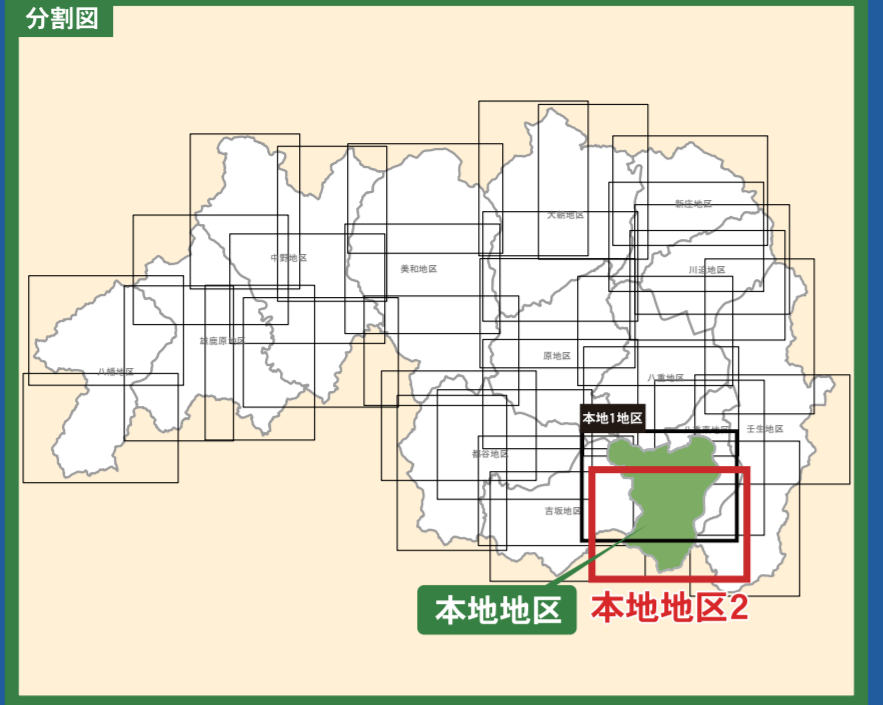 分割図
大朝地区
新庄地区
中野地区
美和地区
川迫地区
雄鹿原地区
原地区
八幡地区
八重地区
本地1地区
壬生地区
都谷地区
吉坂地区
本地地区
本地地区2